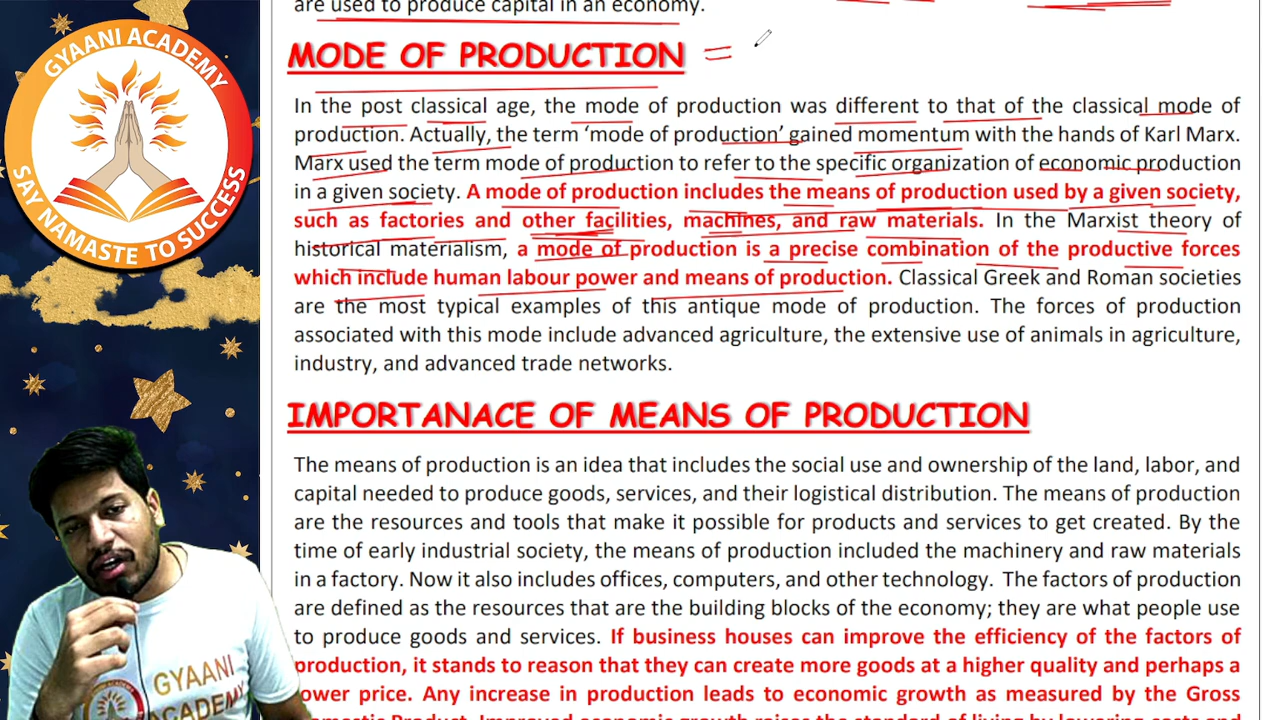 GYAANI ACADEMY
SAY NAMASTE TO SUCCESS
are used to produce capital in an economy.
MODE OF PRODUCTION
In the post classical age, the mode of production was different to that of the classical mode of
production. Actually, the term ‘mode of production’ gained momentum with the hands of Karl Marx.
Marx used the term mode of production to refer to the specific organization of economic production
in a given society. A mode of production includes the means of production used by a given society,
such as factories and other facilities, machines, and raw materials. In the Marxist theory of
historical materialism, a mode of production is a precise combination of the productive forces
which include human labour power and means of production. Classical Greek and Roman societies
are the most typical examples of this antique mode of production. The forces of production
associated with this mode include advanced agriculture, the extensive use of animals in agriculture,
industry, and advanced trade networks.
IMPORTANACE OF MEANS OF PRODUCTION
The means of production is an idea that includes the social use and ownership of the land, labor, and
capital needed to produce goods, services, and their logistical distribution. The means of production
are the resources and tools that make it possible for products and services to get created. By the
time of early industrial society, the means of production included the machinery and raw materials
in a factory. Now it also includes offices, computers, and other technology. The factors of production
are defined as the resources that are the building blocks of the economy; they are what people use
to produce goods and services. If business houses can improve the efficiency of the factors of
production, it stands to reason that they can create more goods at a higher quality and perhaps a
lower price. Any increase in production leads to economic growth as measured by the Gross
Domestic Product. Improved economic growth raises the standard of living by lowering costs and
GYAANI
ACADEMY